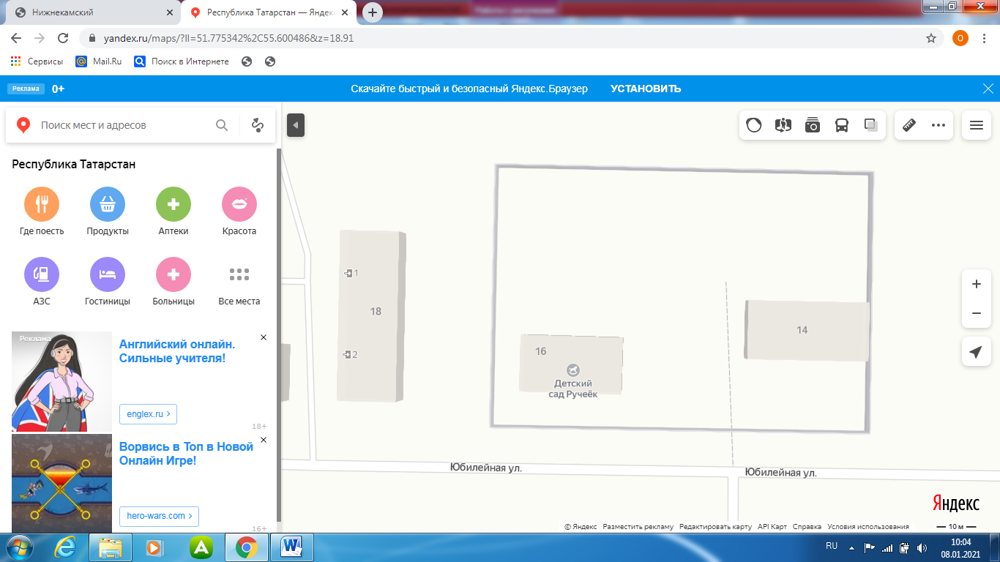 Нижнекамский
Республика Татарстан — Яндекс
yandex.ru/maps/?ll=51.775342%2C55.600486&z=18.91
O
Сервисы
Mail.Ru
Поиск в Интернете
Реклама
0+
Скачайте быстрый и безопасный Яндекс.Браузер
УСТАНОВИТЬ
Поиск мест и адресов
Республика Татарстан
Где поесть
Продукты
Аптеки
Красота
АЗС
Гостиницы
Больницы
Все места
Реклама
Английский онлайн.
Сильные учителя!
englex.ru
18+
Ворвись в Топ в Новой
Онлайн Игре!
hero-wars.com
16+
1
18
2
16
Детский
сад Ручеёк
14
Юбилейная ул.
Юбилейная ул.
Яндекс
© Яндекс Разместить рекламу Редактировать карту API Карт Справка Условия использования
10 м
RU
10:04
08.01.2021